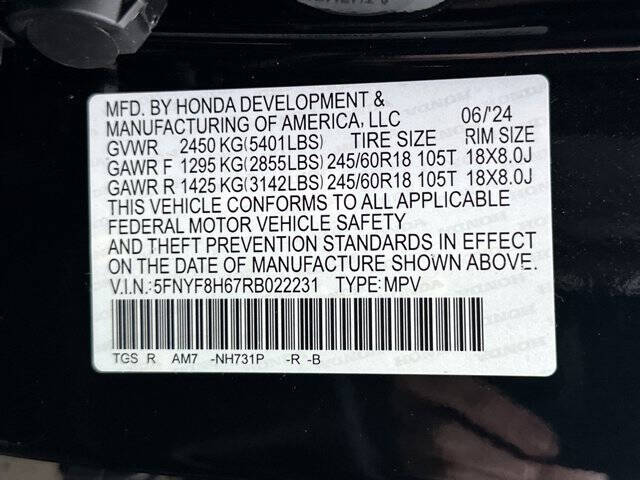 MFD. BY HONDA DEVELOPMENT &
MANUFACTURING OF AMERICA, LLC 06/'24
GVWR 2450 KG(5401LBS) TIRE SIZE RIM SIZE
GAWR F 1295 KG(2855LBS) 245/60R18 105T 18X8.0J
GAWR R 1425 KG(3142LBS) 245/60R18 105T 18X8.0J
THIS VEHICLE CONFORMS TO ALL APPLICABLE
FEDERAL MOTOR VEHICLE SAFETY
AND THEFT PREVENTION STANDARDS IN EFFECT
ON THE DATE OF MANUFACTURE SHOWN ABOVE.
V.I.N.:5FNYF8H67RB022231 TYPE:MPV
TGS R AM7 -NH731P -R -B